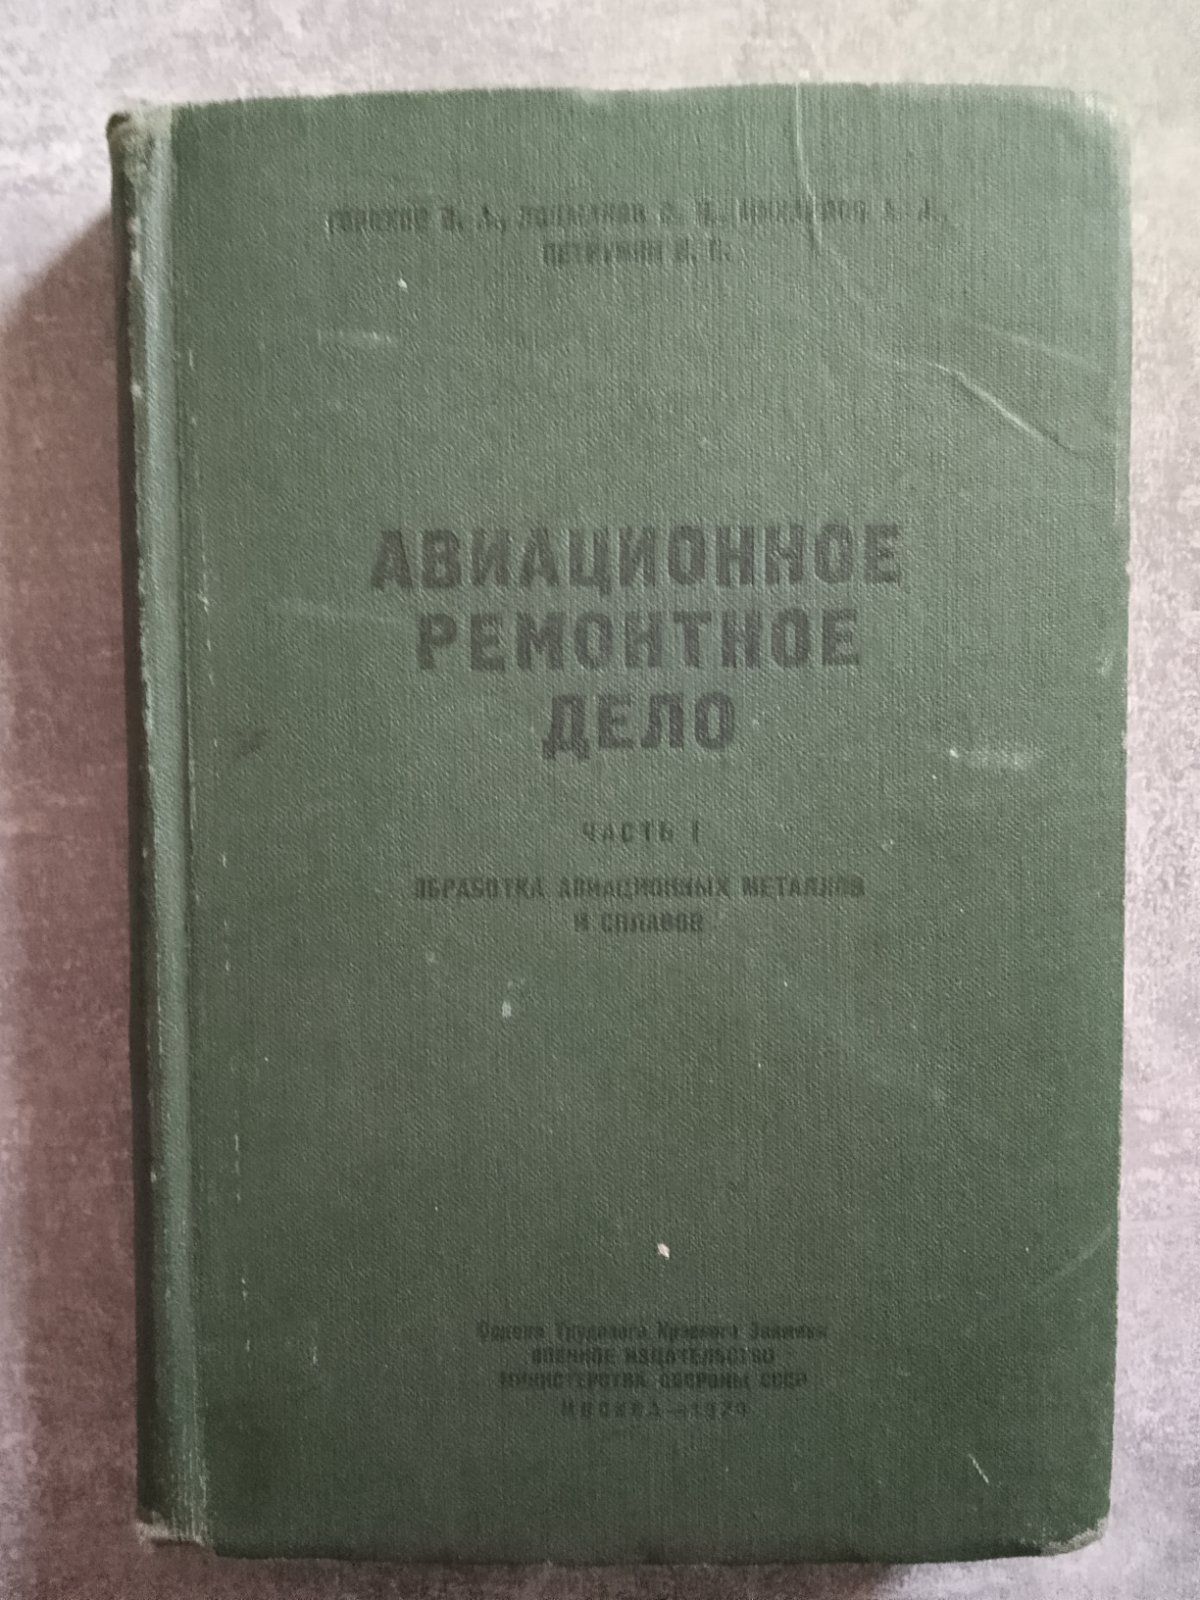 АВИАЦИОННОЕ
РЕМОНТНОЕ
ДЕЛО
ЧАСТЬ I
ОБРАБОТКА АВИАЦИОННЫХ МЕТАЛЛОВ
И СПЛАВОВ
Ордена Трудового Красного Знамени
ВОЕННОЕ ИЗДАТЕЛЬСТВО
МИНИСТЕРСТВА ОБОРОНЫ СССР
МОСКВА